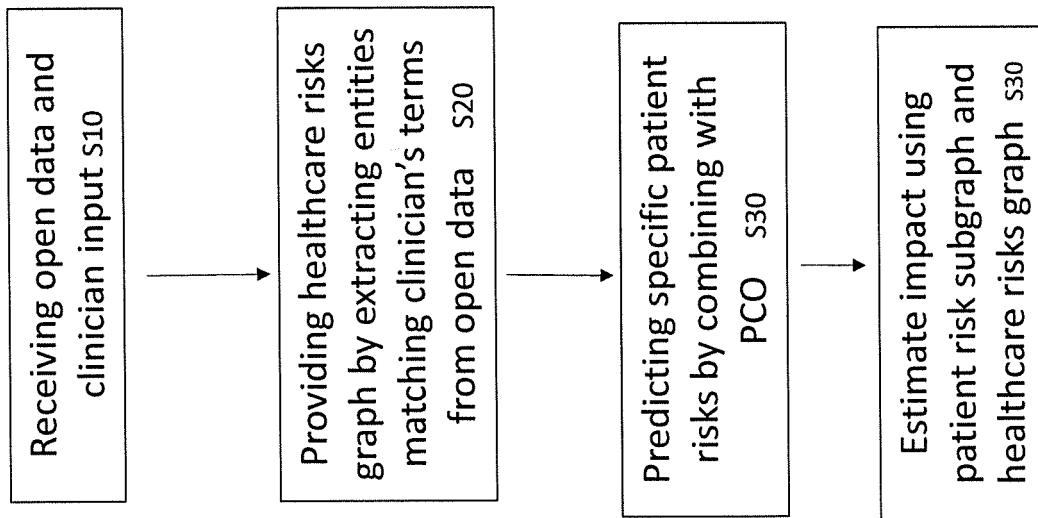 Receiving open data and
clinician input S10
Providing healthcare risks
graph by extracting entities
matching clinician's terms
from open data S20
Predicting specific patient
risks by combining with
PCO S30
Estimate impact using
patient risk subgraph and
healthcare risks graph S30